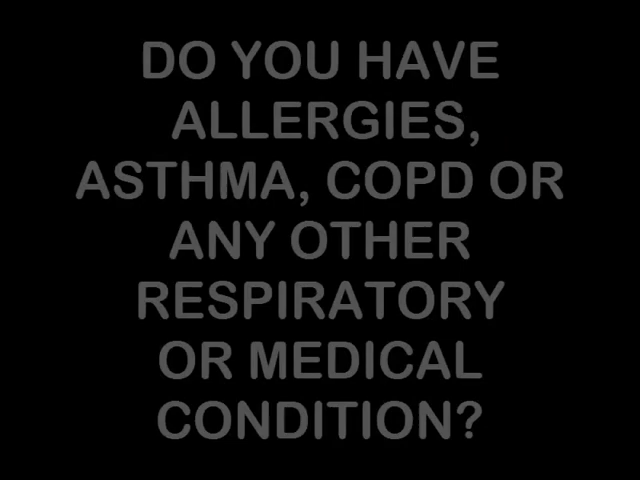 DO YOU HAVE
ALLERGIES,
ASTHMA, COPD OR
ANY OTHER
RESPIRATORY
OR MEDICAL
CONDITION?